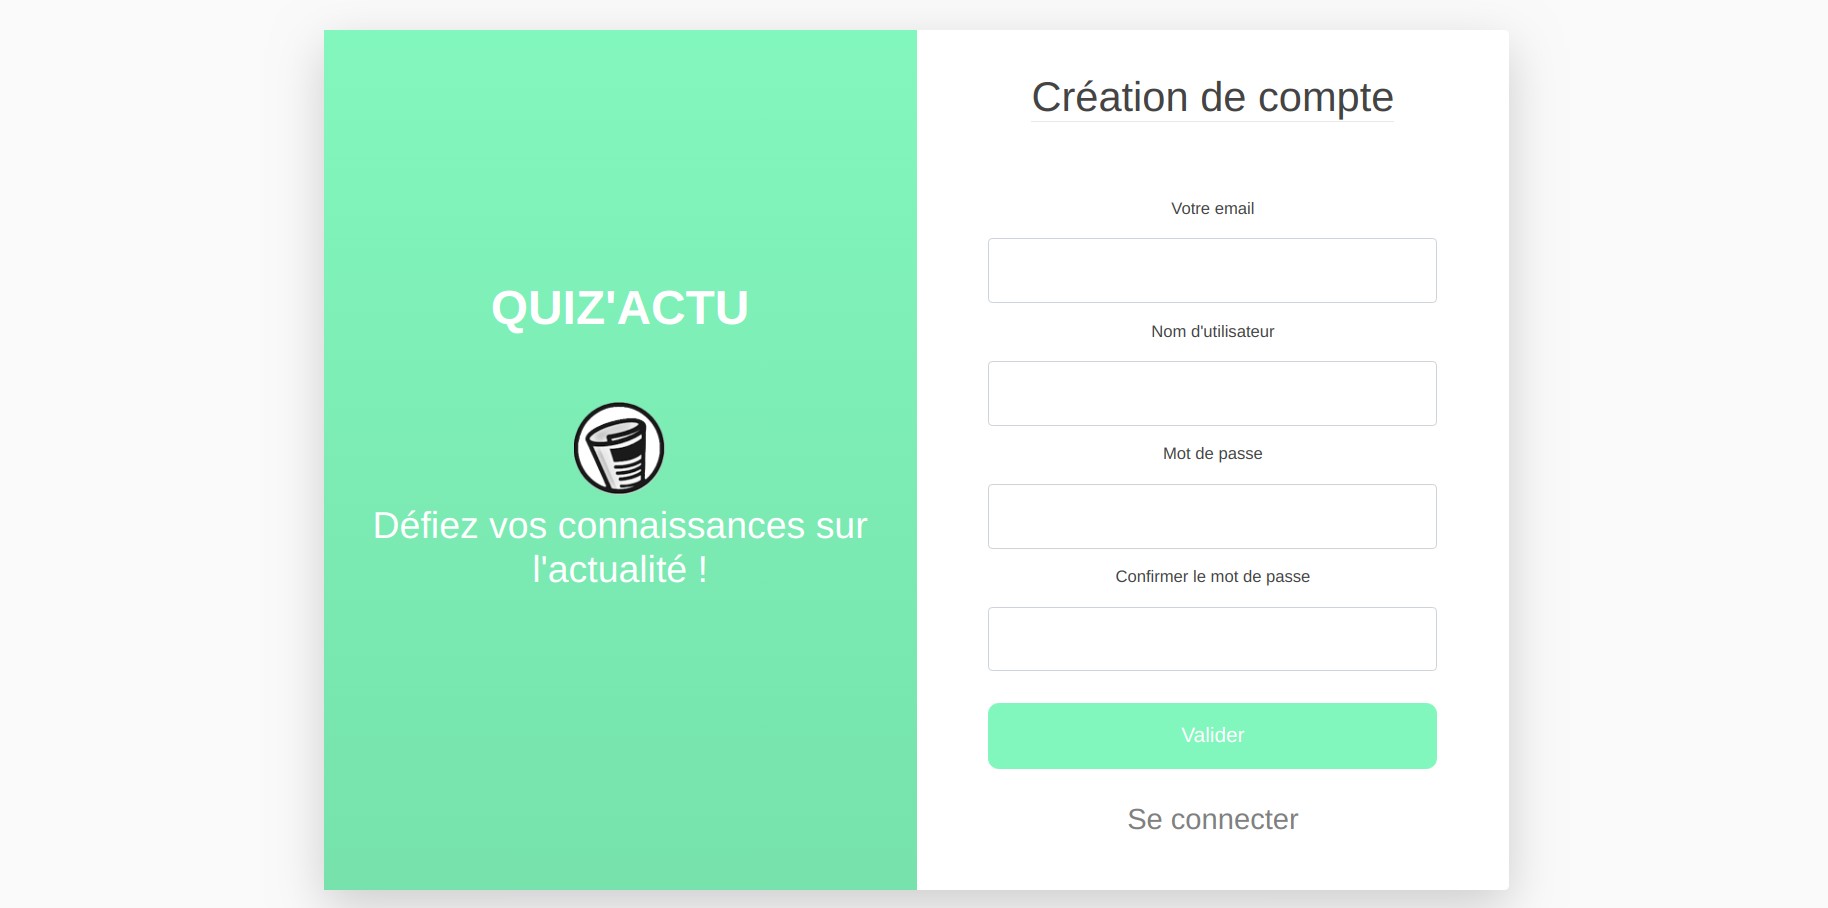 QUIZ'ACTU
Défiez vos connaissances sur
l'actualité !
Création de compte
Votre email
Nom d'utilisateur
Mot de passe
Confirmer le mot de passe
Valider
Se connecter